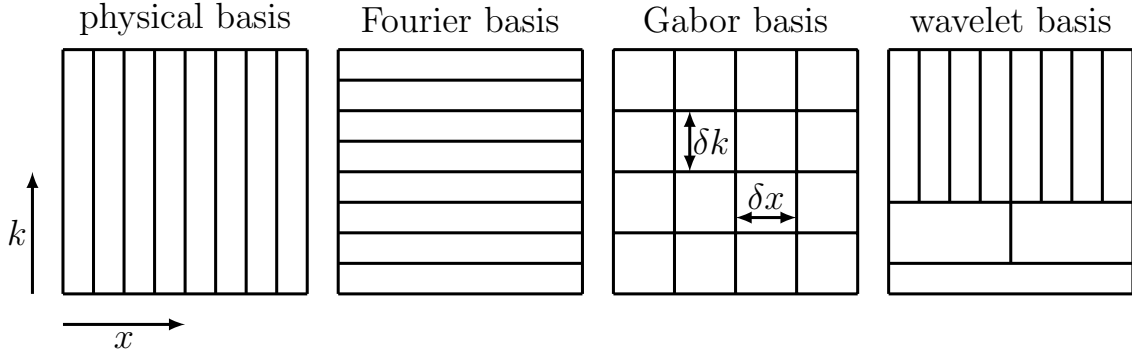 physical basis
Fourier basis
Gabor basis
wavelet basis
δk
δx
k
x